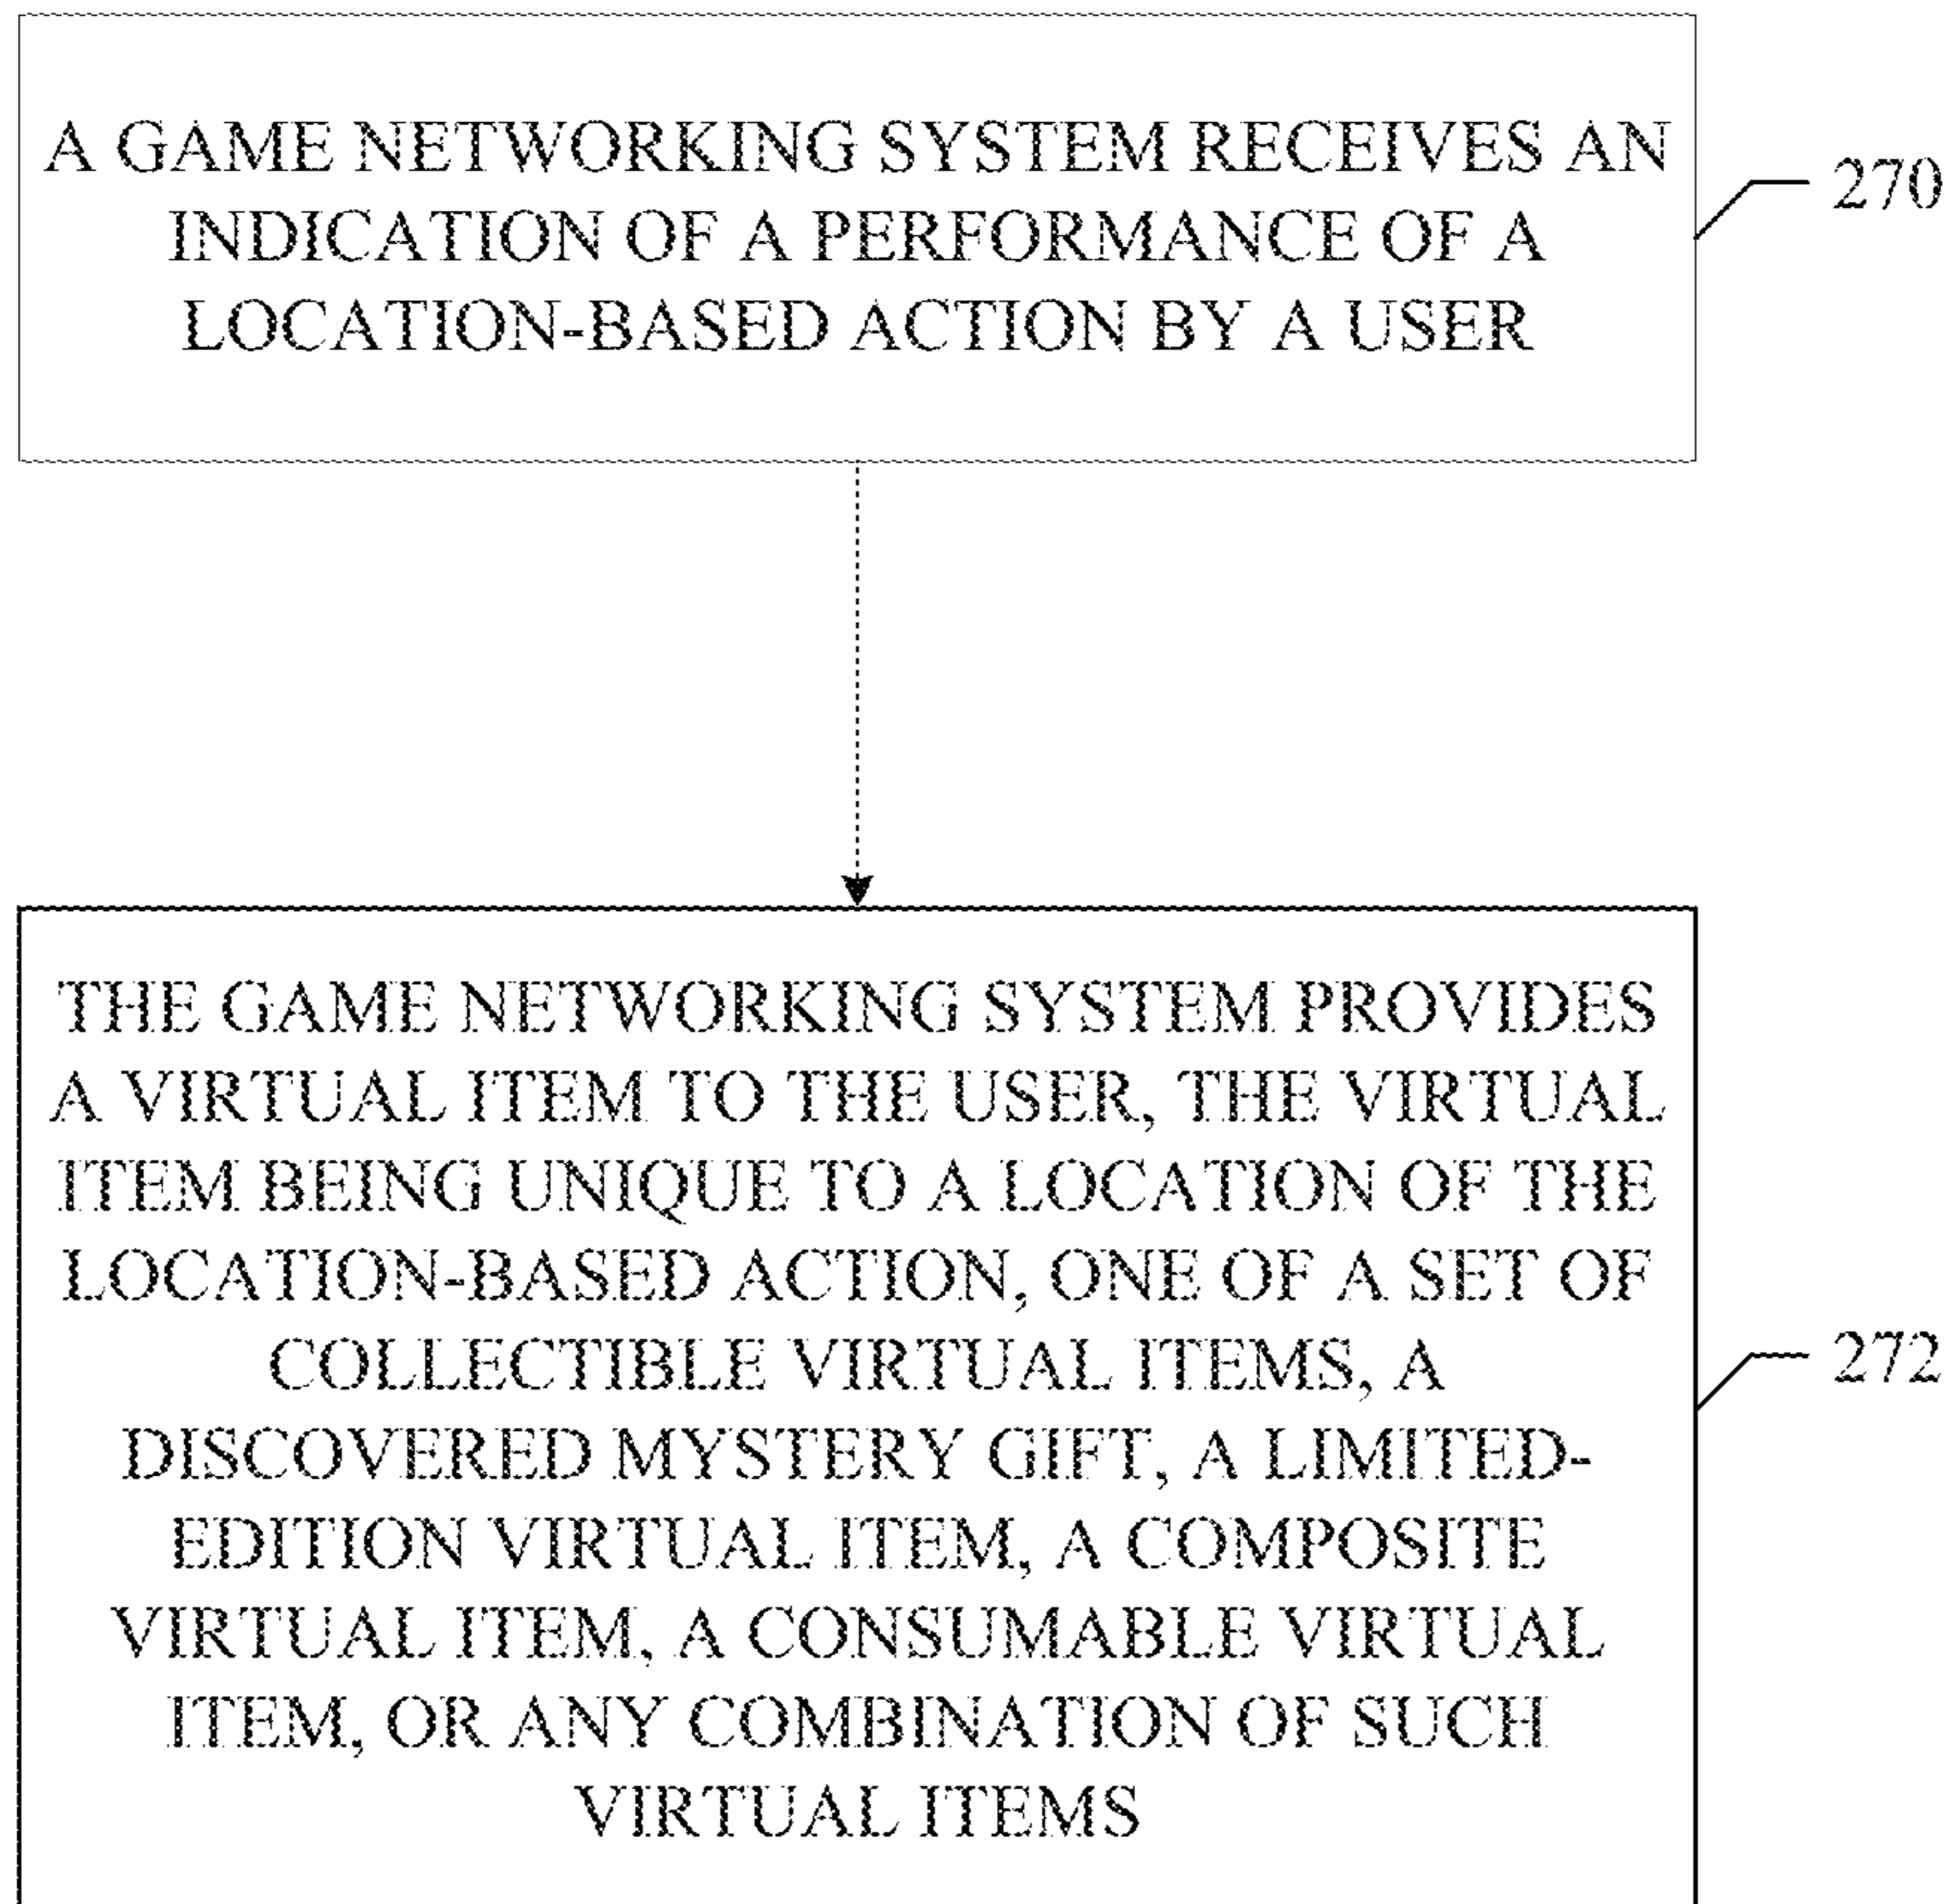 A GAME NETWORKING SYSTEM RECEIVES AN
INDICATION OF A PERFORMANCE OF A
LOCATION-BASED ACTION BY A USER
270
THE GAME NETWORKING SYSTEM PROVIDES
A VIRTUAL ITEM TO THE USER, THE VIRTUAL
ITEM BEING UNIQUE TO A LOCATION OF THE
LOCATION-BASED ACTION, ONE OF A SET OF
COLLECTIBLE VIRTUAL ITEMS, A
DISCOVERED MYSTERY GIFT, A LIMITED-
EDITION VIRTUAL ITEM, A COMPOSITE
VIRTUAL ITEM, A CONSUMABLE VIRTUAL
ITEM, OR ANY COMBINATION OF SUCH
VIRTUAL ITEMS
272